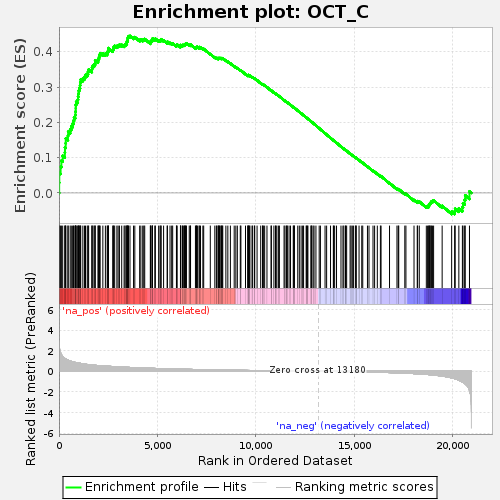 Enrichment plot: OCT_C
Enrichment score (ES)
0.4
0.3
0.2
0.1
0.0
'na_pos' (positively correlated)
Ranked list metric (PreRanked)
6
4
2
0
-2
-4
-6
Zero cross at 13180
'na_neg' (negatively correlated)
0
5,000
10,000
15,000
20,000
Rank in Ordered Dataset
Enrichment profile
Hits
Ranking metric scores